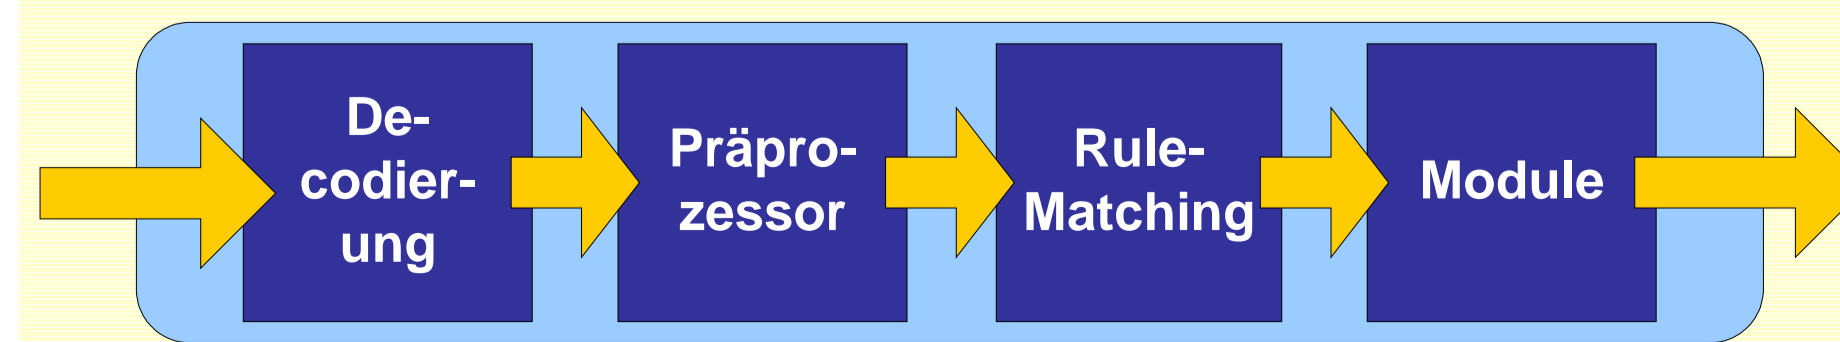 De-
codier-
ung
Präpro-
zessor
Rule-
Matching
Module